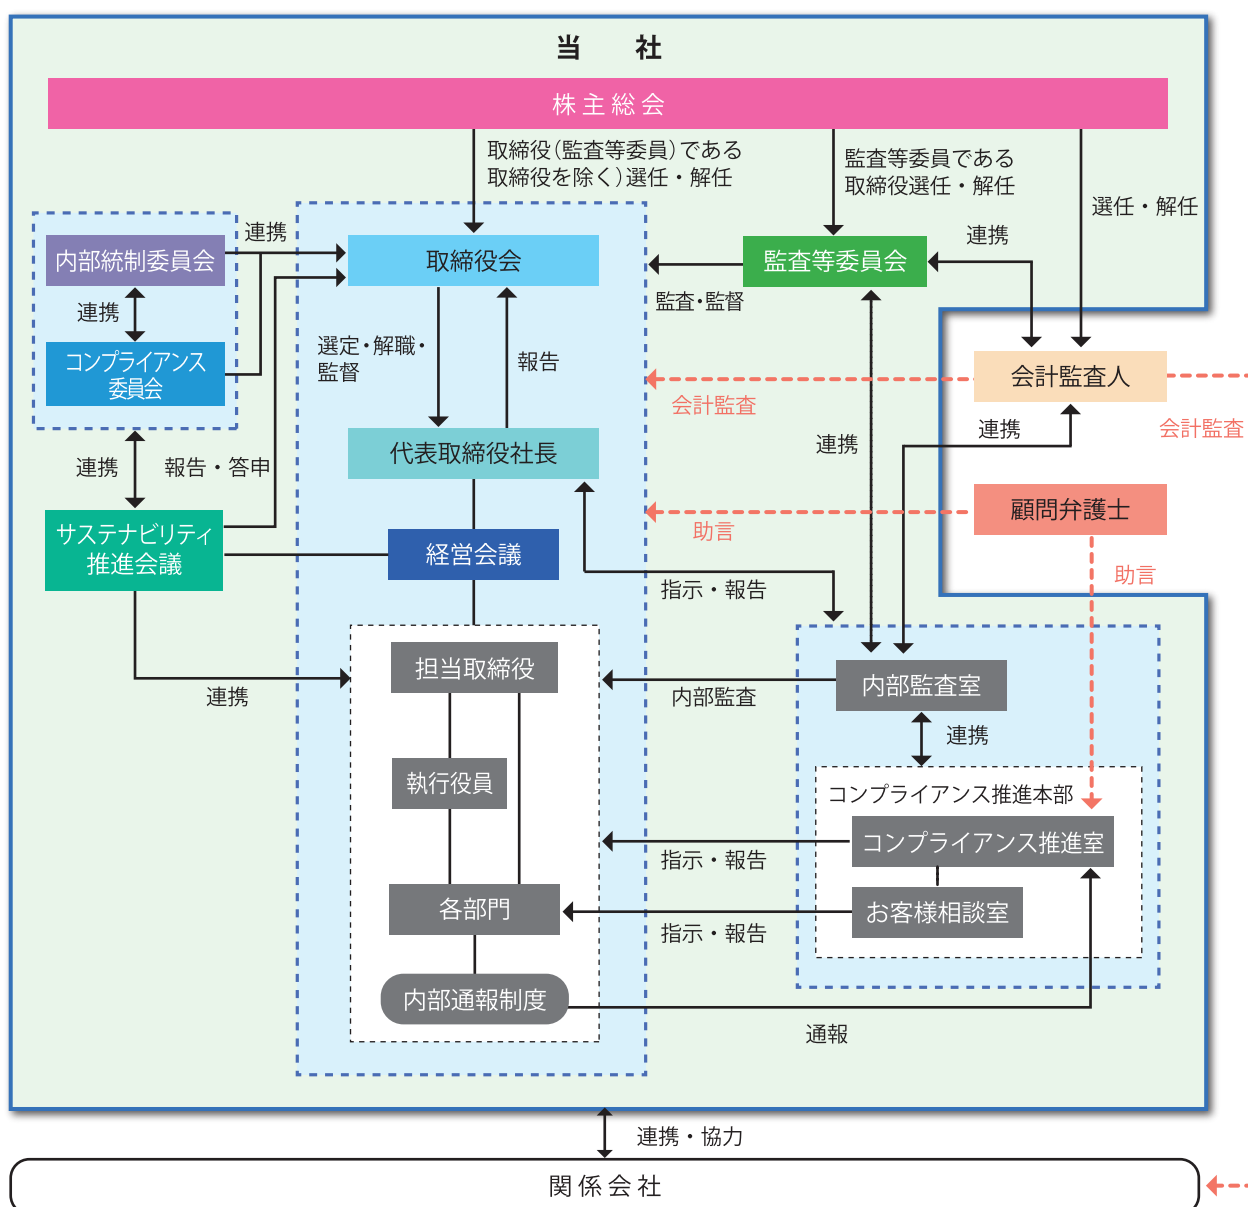 当 社
株主総会
取締役（監査等委員）である
取締役を除く）選任・解任
監査等委員である
取締役選任・解任
選任・解任
内部統制委員会
連携
取締役会
監査等委員会
連携
連携
監査・監督
選定・解職・
監督
報告
コンプライアンス
委員会
会計監査人
会計監査
会計監査
連携
報告・答申
代表取締役社長
連携
連携
サステナビリティ
推進会議
経営会議
助言
顧問弁護士
助言
指示・報告
担当取締役
連携
内部監査
内部監査室
連携
執行役員
コンプライアンス推進本部
コンプライアンス推進室
指示・報告
各部門
お客様相談室
指示・報告
内部通報制度
通報
連携・協力
関係会社